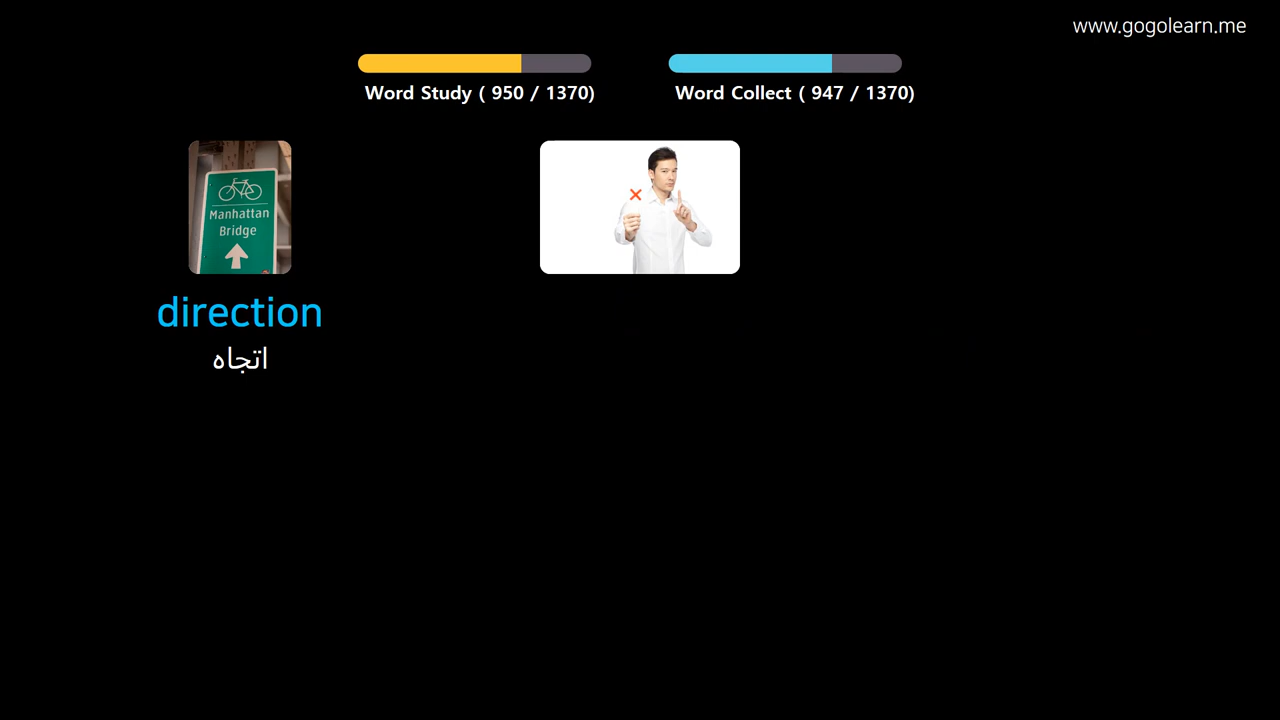 www.gogolearn.me
Word Study ( 950 / 1370)
Word Collect ( 947 / 1370)
Manhattan
Bridge
direction
اتجاه